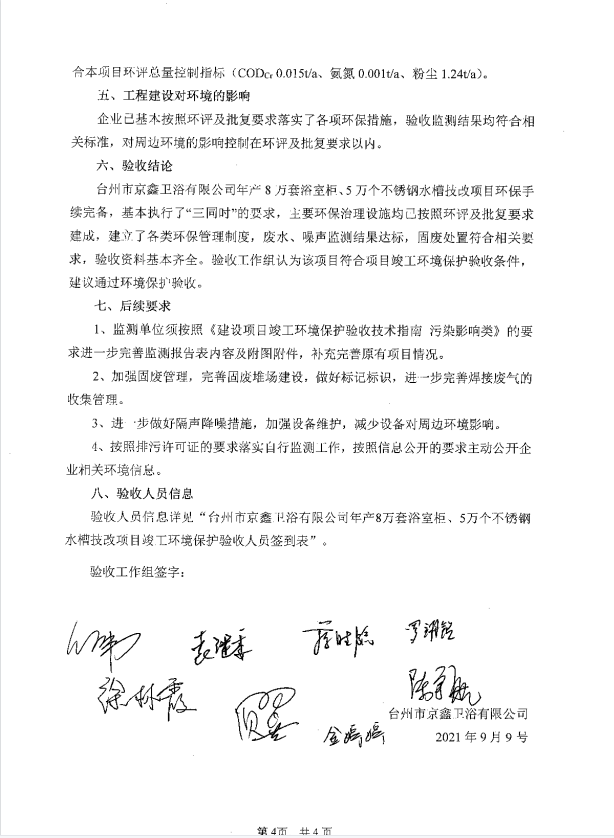 合本项目环评总量控制指标（CODCr 0.015t/a、氨氮 0.001t/a、粉尘 1.24t/a）。
五、工程建设对环境的影响
企业已基本按照环评及批复要求落实了各项环保措施，验收监测结果均符合相
关标准，对周边环境的影响控制在环评及批复要求以内。
六、验收结论
台州市京鑫卫浴有限公司年产 8 万套浴室柜、5 万个不锈钢水槽技改项目环保手
续完备，基本执行了“三同时”的要求，主要环保治理设施均已按照环评及批复要求
建成，建立了各类环保管理制度，废水、噪声监测结果达标，固废处置符合相关要
求，验收资料基本齐全。验收工作组认为该项目符合项目竣工环境保护验收条件，
建议通过环境保护验收。
七、后续要求
1、监测单位须按照《建设项目竣工环境保护验收技术指南 污染影响类》的要
求进一步完善监测报告表内容及附图附件，补充完善原有项目情况。
2、加强固废管理，完善固废堆场建设，做好标记标识，进一步完善焊接废气的
收集管理。
3、进一步做好隔声降噪措施，加强设备维护，减少设备对周边环境影响。
4、按照排污许可证的要求落实自行监测工作，按照信息公开的要求主动公开企
业相关环境信息。
八、验收人员信息
验收人员信息详见“台州市京鑫卫浴有限公司年产8万套浴室柜、5万个不锈钢
水槽技改项目竣工环境保护验收人员签到表”。
验收工作组签字：
徐林霞
金婷婷
台州市京鑫卫浴有限公司
2021 年 9 月 9 号
第 4页 共 4 页